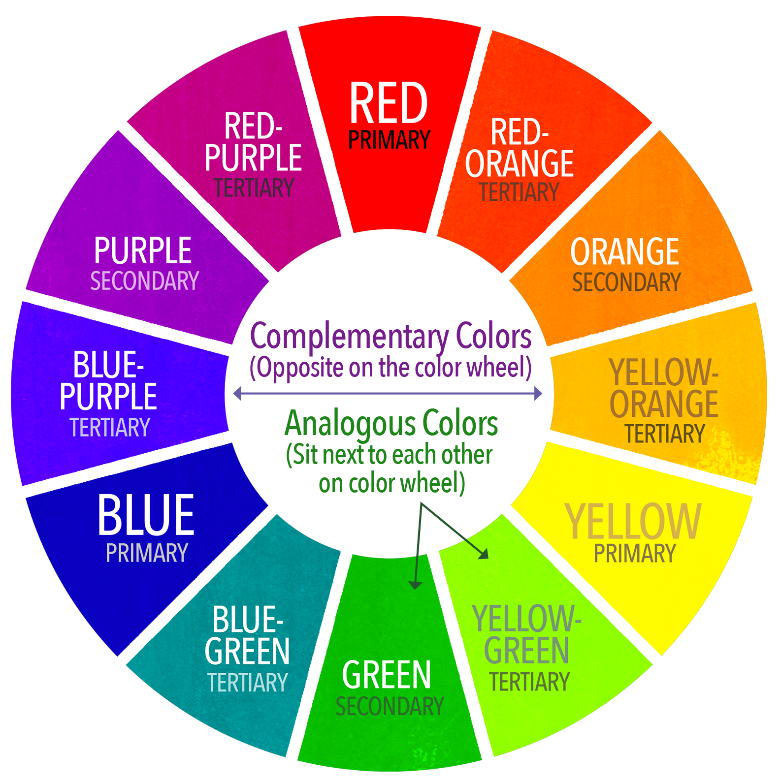 RED
PRIMARY
RED-
ORANGE
TERTIARY
ORANGE
SECONDARY
YELLOW-
ORANGE
TERTIARY
YELLOW
PRIMARY
YELLOW-
GREEN
TERTIARY
GREEN
SECONDARY
BLUE-
GREEN
TERTIARY
BLUE
PRIMARY
BLUE-
PURPLE
TERTIARY
PURPLE
SECONDARY
RED-
PURPLE
TERTIARY
Complementary Colors
(Opposite on the color wheel)
Analogous Colors
(Sit next to each other
on color wheel)